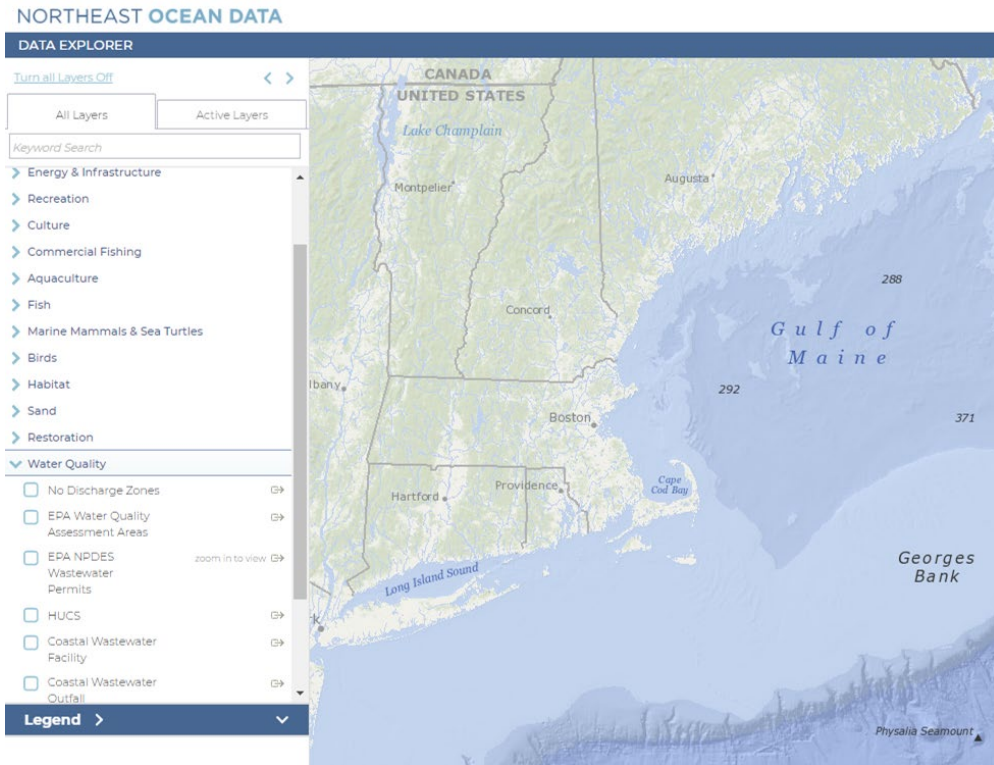 NORTHEAST OCEAN DATA
DATA EXPLORER
Turn all Layers Off
All Layers
Active Layers
Keyword Search
Energy & Infrastructure
Recreation
Culture
Commercial Fishing
Aquaculture
Fish
Marine Mammals & Sea Turtles
Birds
Habitat
Sand
Restoration
Water Quality
No Discharge Zones
EPA Water Quality
Assessment Areas
EPA NPDES
Wastewater
Permits
zoom in to view
HUCS
Coastal Wastewater
Facility
Coastal Wastewater
Outfall
Legend
CANADA
UNITED STATES
Lake Champlain
Montpelier
Augusta
288
Concord
Gulf of
Maine
lbany
292
Boston
371
Cape
Cod Bay
Providence
Hartford
Georges
Bank
Long Island Sound
k
Physalia Seamount